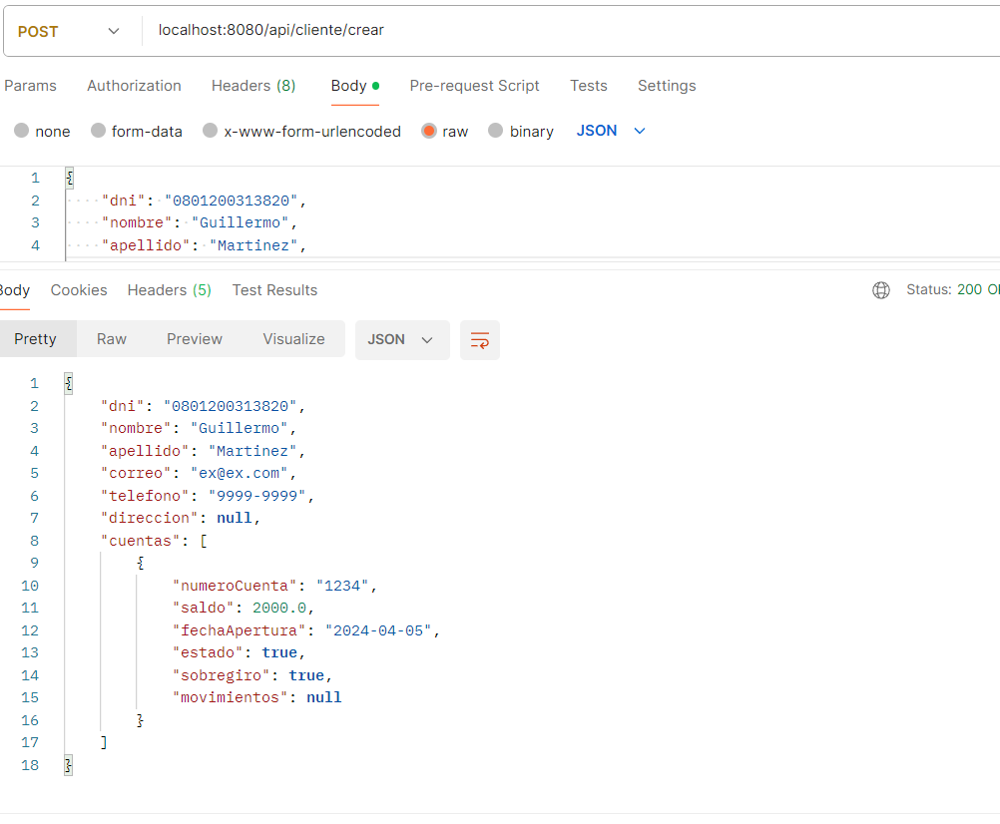 POST localhost:8080/api/cliente/crear
Params Authorization Headers (8) Body Pre-request Script Tests Settings
none form-data x-www-form-urlencoded raw binary JSON
1 {
2 "dni": "0801200313820",
3 "nombre": "Guillermo",
4 "apellido": "Martinez",
Body Cookies Headers (5) Test Results Status: 200 OK
Pretty Raw Preview Visualize JSON
1 {
2 "dni": "0801200313820",
3 "nombre": "Guillermo",
4 "apellido": "Martinez",
5 "correo": "ex@ex.com",
6 "telefono": "9999-9999",
7 "direccion": null,
8 "cuentas": [
9 {
10 "numeroCuenta": "1234",
11 "saldo": 2000.0,
12 "fechaApertura": "2024-04-05",
13 "estado": true,
14 "sobregiro": true,
15 "movimientos": null
16 }
17 ]
18 }